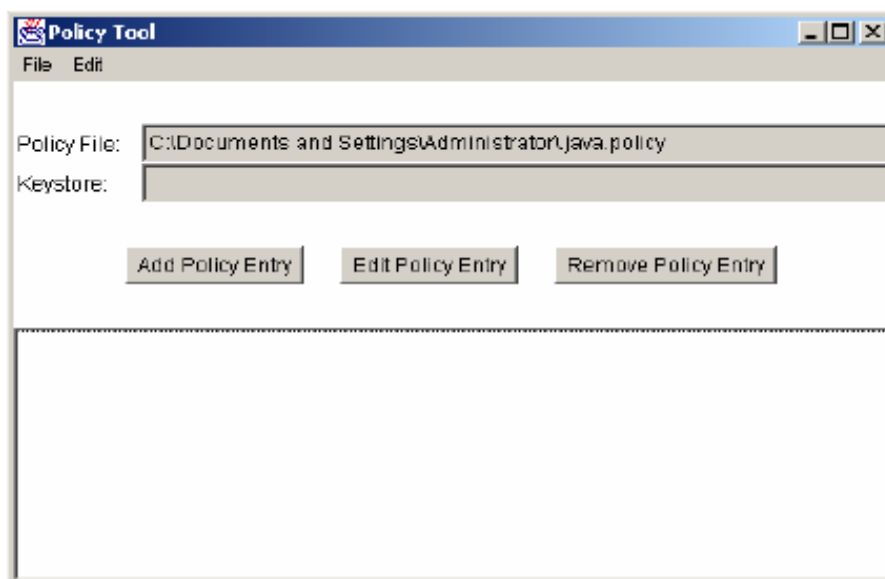 Policy Tool
File Edit
Policy File: C:\Documents and Settings\Administrator\.java.policy
Keystore:
Add Policy Entry Edit Policy Entry Remove Policy Entry